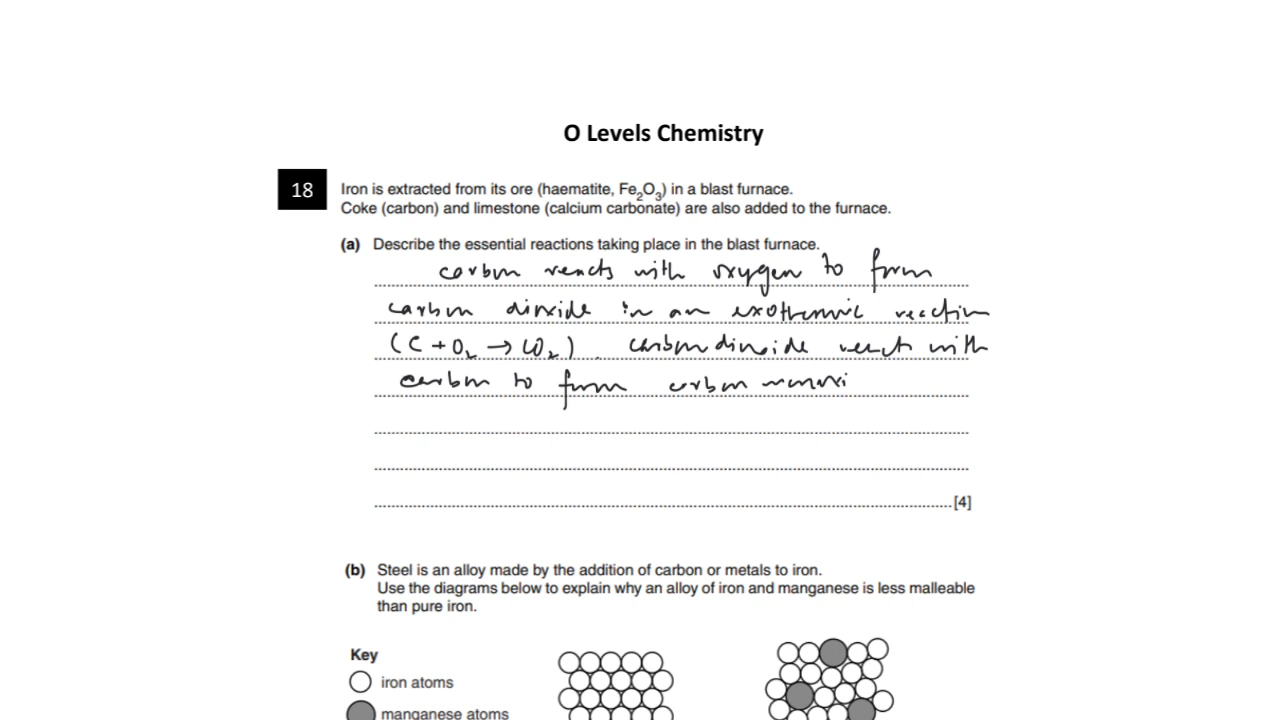 O Levels Chemistry
18
Iron is extracted from its ore (haematite, Fe₂O₃) in a blast furnace.
Coke (carbon) and limestone (calcium carbonate) are also added to the furnace.
(a) Describe the essential reactions taking place in the blast furnace.
carbon reacts with oxygen to form
carbon dioxide in an exothermic reaction
(C + O₂ → CO₂). carbon dioxide react with
carbon to form carbon monoxi
[4]
(b) Steel is an alloy made by the addition of carbon or metals to iron.
Use the diagrams below to explain why an alloy of iron and manganese is less malleable
than pure iron.
Key
iron atoms
manganese atoms